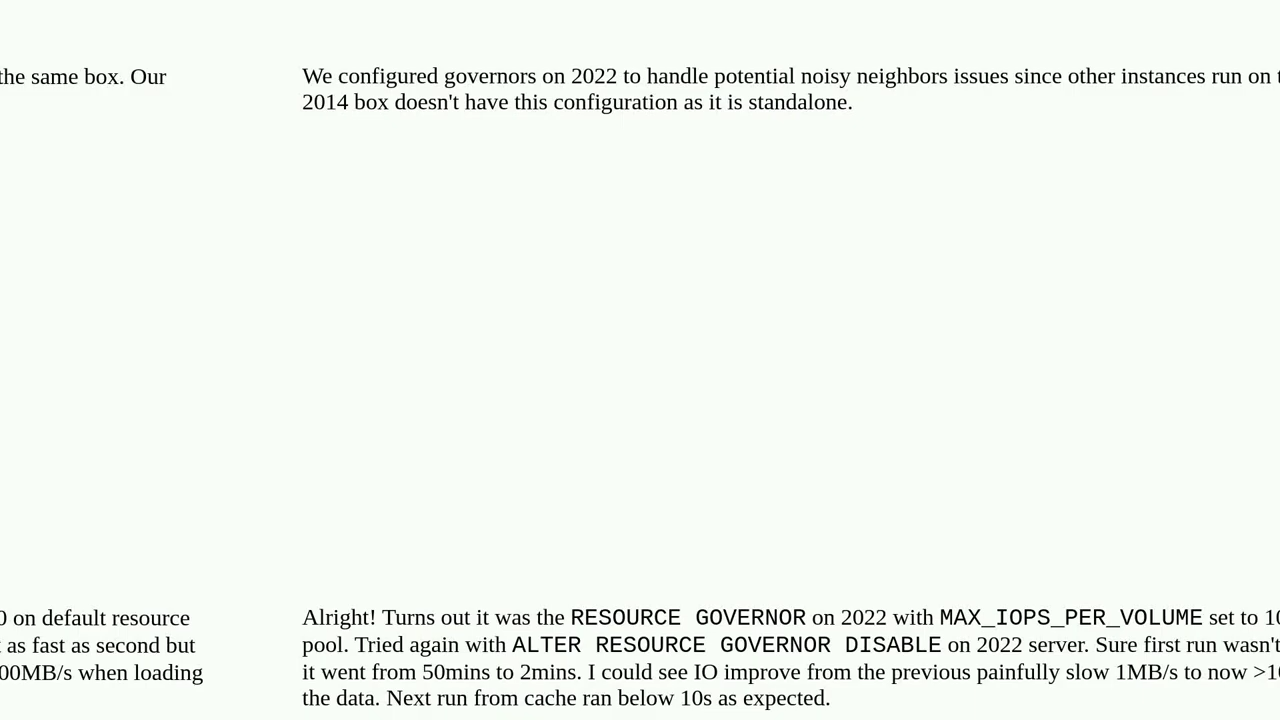 the same box. Our
We configured governors on 2022 to handle potential noisy neighbors issues since other instances run on
2014 box doesn't have this configuration as it is standalone.
on default resource
as fast as second but
00MB/s when loading
Alright! Turns out it was the RESOURCE GOVERNOR on 2022 with MAX_IOPS_PER_VOLUME set to 10
pool. Tried again with ALTER RESOURCE GOVERNOR DISABLE on 2022 server. Sure first run wasn't
it went from 50mins to 2mins. I could see IO improve from the previous painfully slow 1MB/s to now >10
the data. Next run from cache ran below 10s as expected.